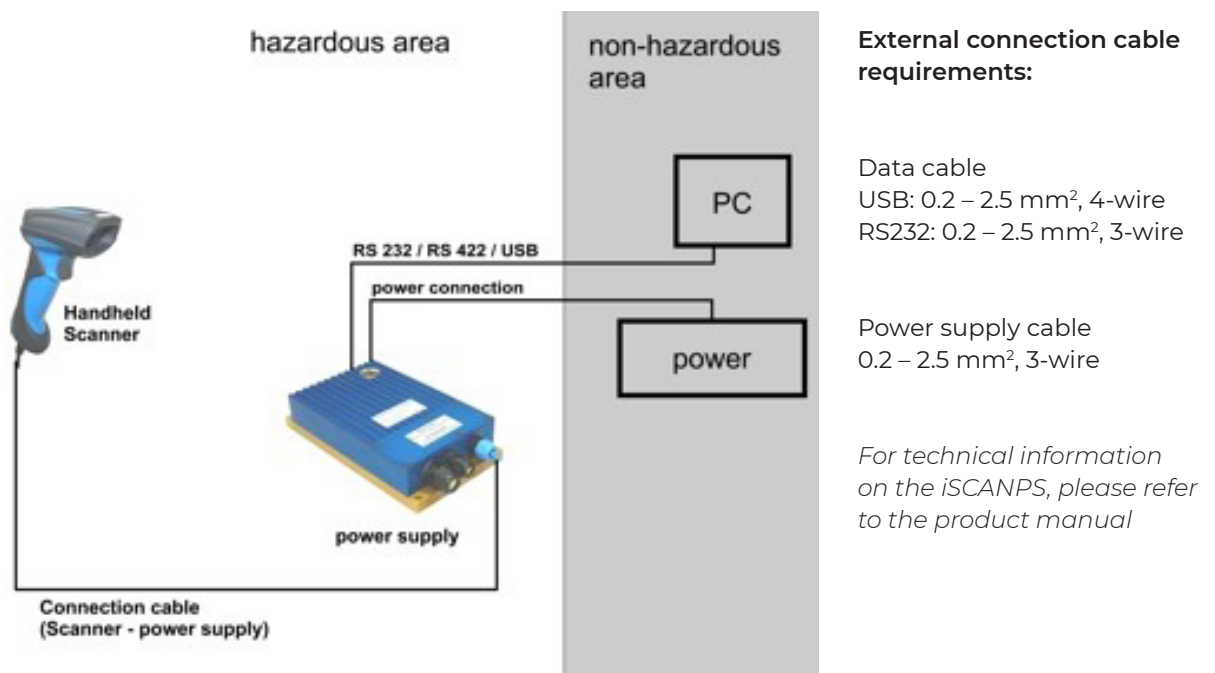 hazardous area
non-hazardous
area
PC
RS 232 / RS 422 / USB
power connection
Handheld
Scanner
power
power supply
Connection cable
(Scanner - power supply)
External connection cable
requirements:
Data cable
USB: 0.2 – 2.5 mm², 4-wire
RS232: 0.2 – 2.5 mm², 3-wire
Power supply cable
0.2 – 2.5 mm², 3-wire
For technical information
on the iSCANPS, please refer
to the product manual